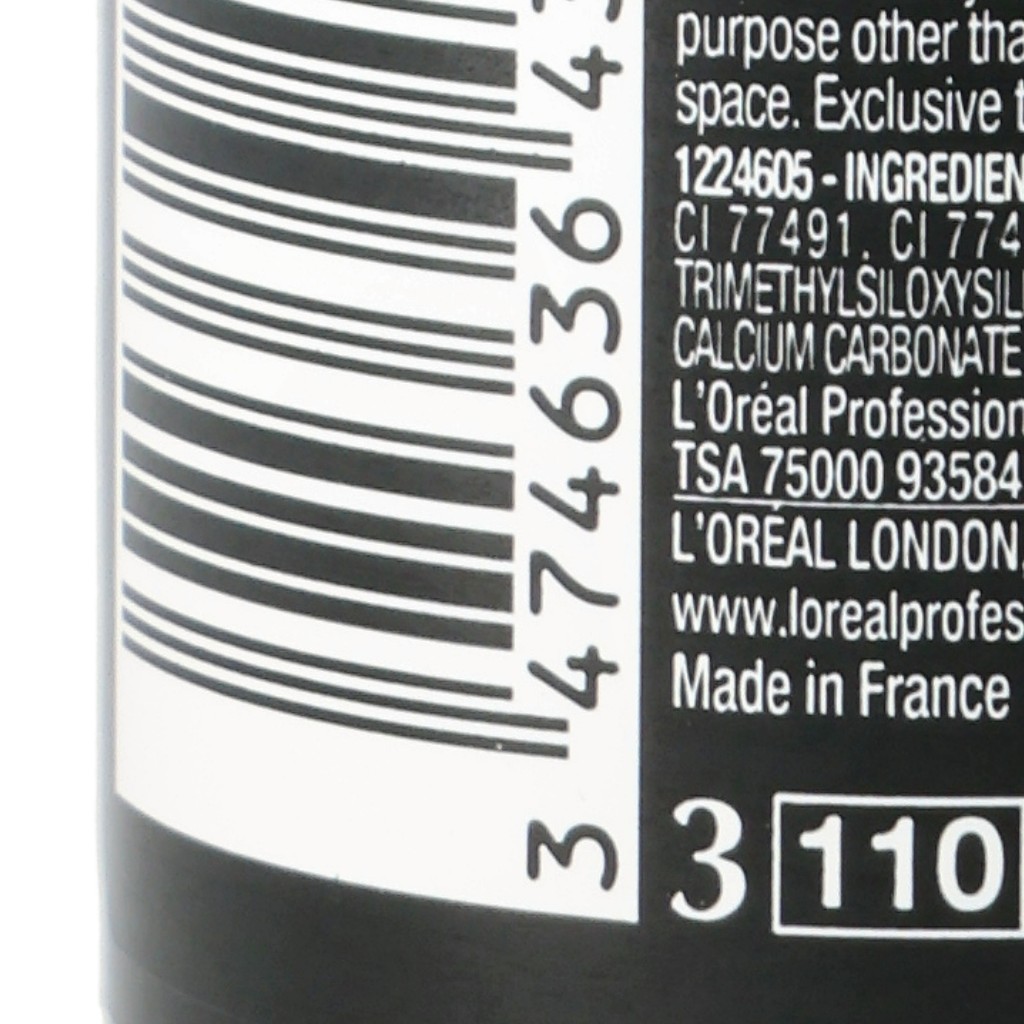 purpose other tha
space. Exclusive t
1224605 - INGREDIEN
CI 77491. CI 774
TRIMETHYLSILOXYSIL
CALCIUM CARBONATE
L'Oréal Profession
TSA 75000 93584
L'ORÉAL LONDON
www.lorealprofes
Made in France
3 110
3 474636 43